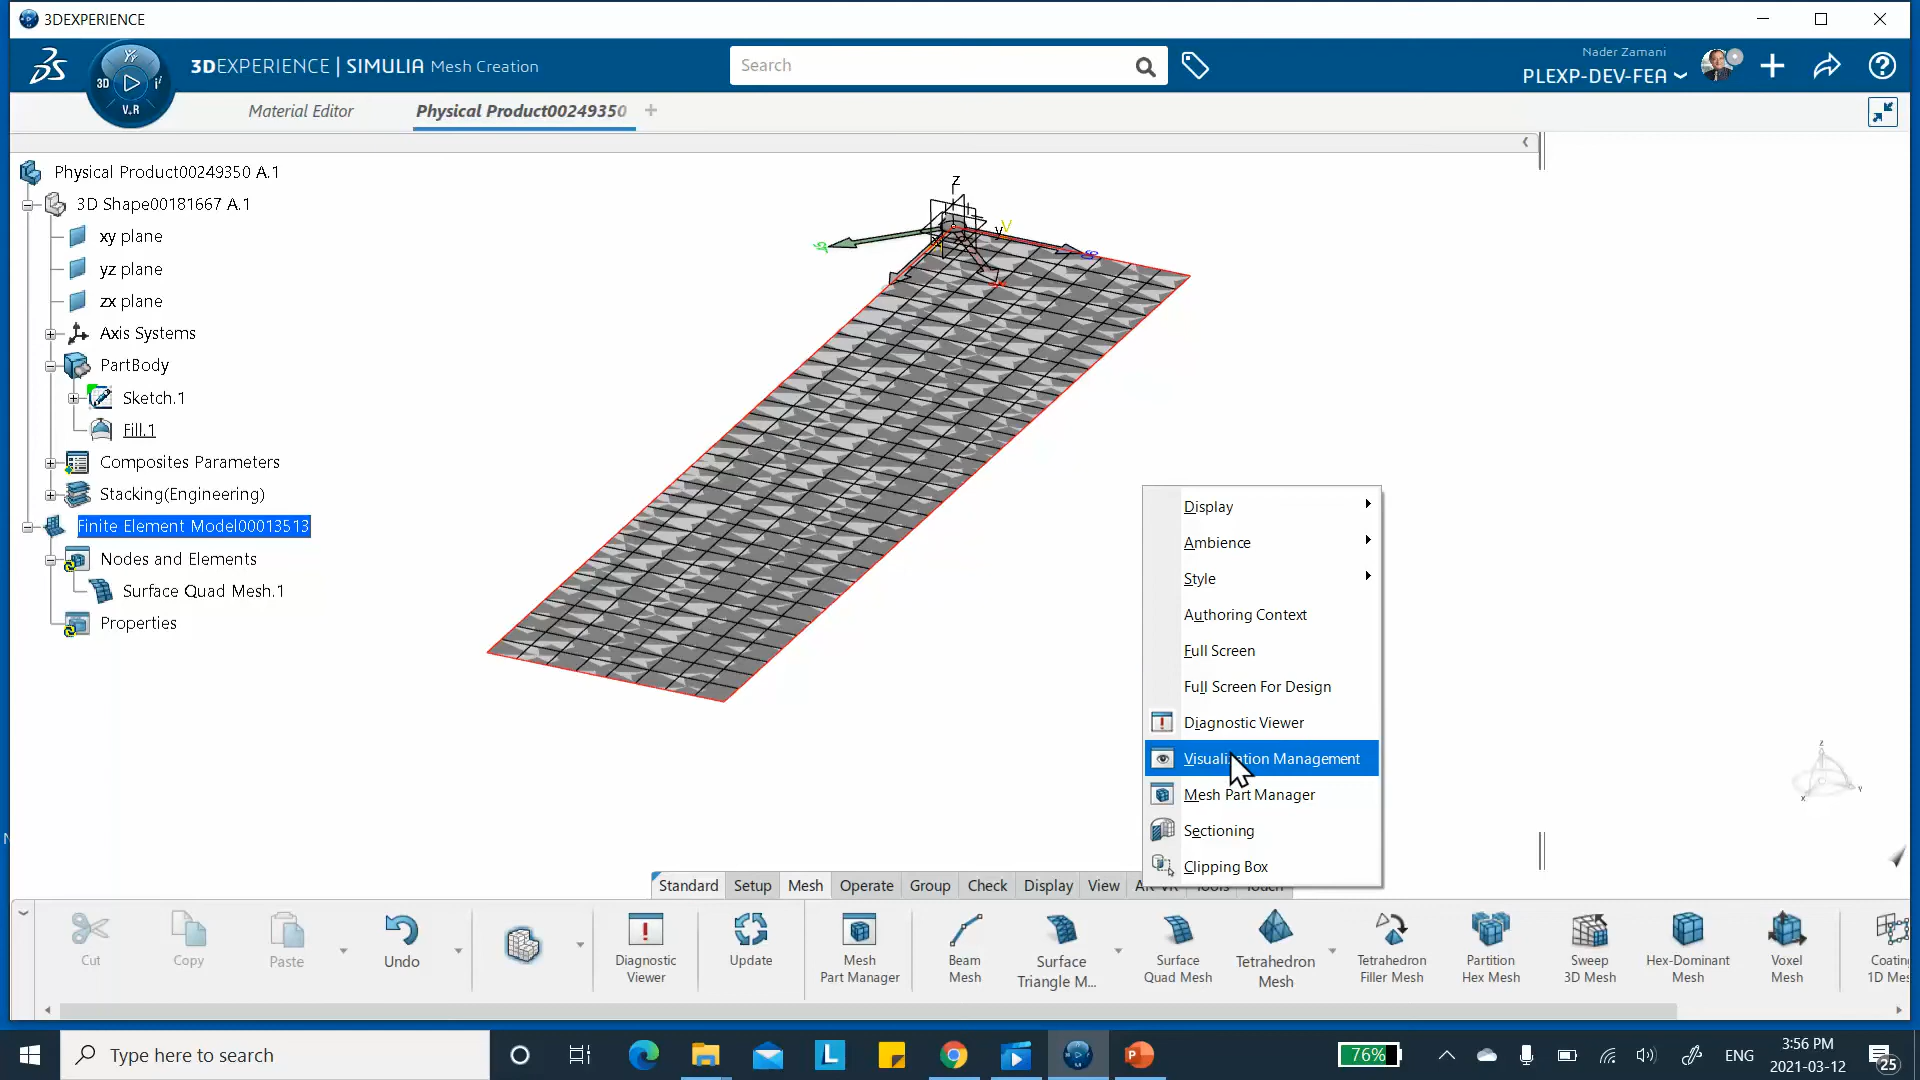 3DEXPERIENCE
3DEXPERIENCE | SIMULIA Mesh Creation
Search
Nader Zamani
PLEXP-DEV-FEA
3D
V.R
Material Editor
Physical Product00249350
Physical Product00249350 A.1
3D Shape00181667 A.1
xy plane
yz plane
zx plane
Axis Systems
PartBody
Sketch.1
Fill.1
Composites Parameters
Stacking(Engineering)
Finite Element Model00013513
Nodes and Elements
Surface Quad Mesh.1
Properties
z
y
Display
Ambience
Style
Authoring Context
Full Screen
Full Screen For Design
Diagnostic Viewer
Visualization Management
Mesh Part Manager
Sectioning
Clipping Box
Standard
Setup
Mesh
Operate
Group
Check
Display
View
Cut
Copy
Paste
Undo
Diagnostic
Viewer
Update
Mesh
Part Manager
Beam
Mesh
Surface
Triangle M...
Surface
Quad Mesh
Tetrahedron
Mesh
Tetrahedron
Filler Mesh
Partition
Hex Mesh
Sweep
3D Mesh
Hex-Dominant
Mesh
Voxel
Mesh
Type here to search
76%
ENG
3:56 PM
2021-03-12
25